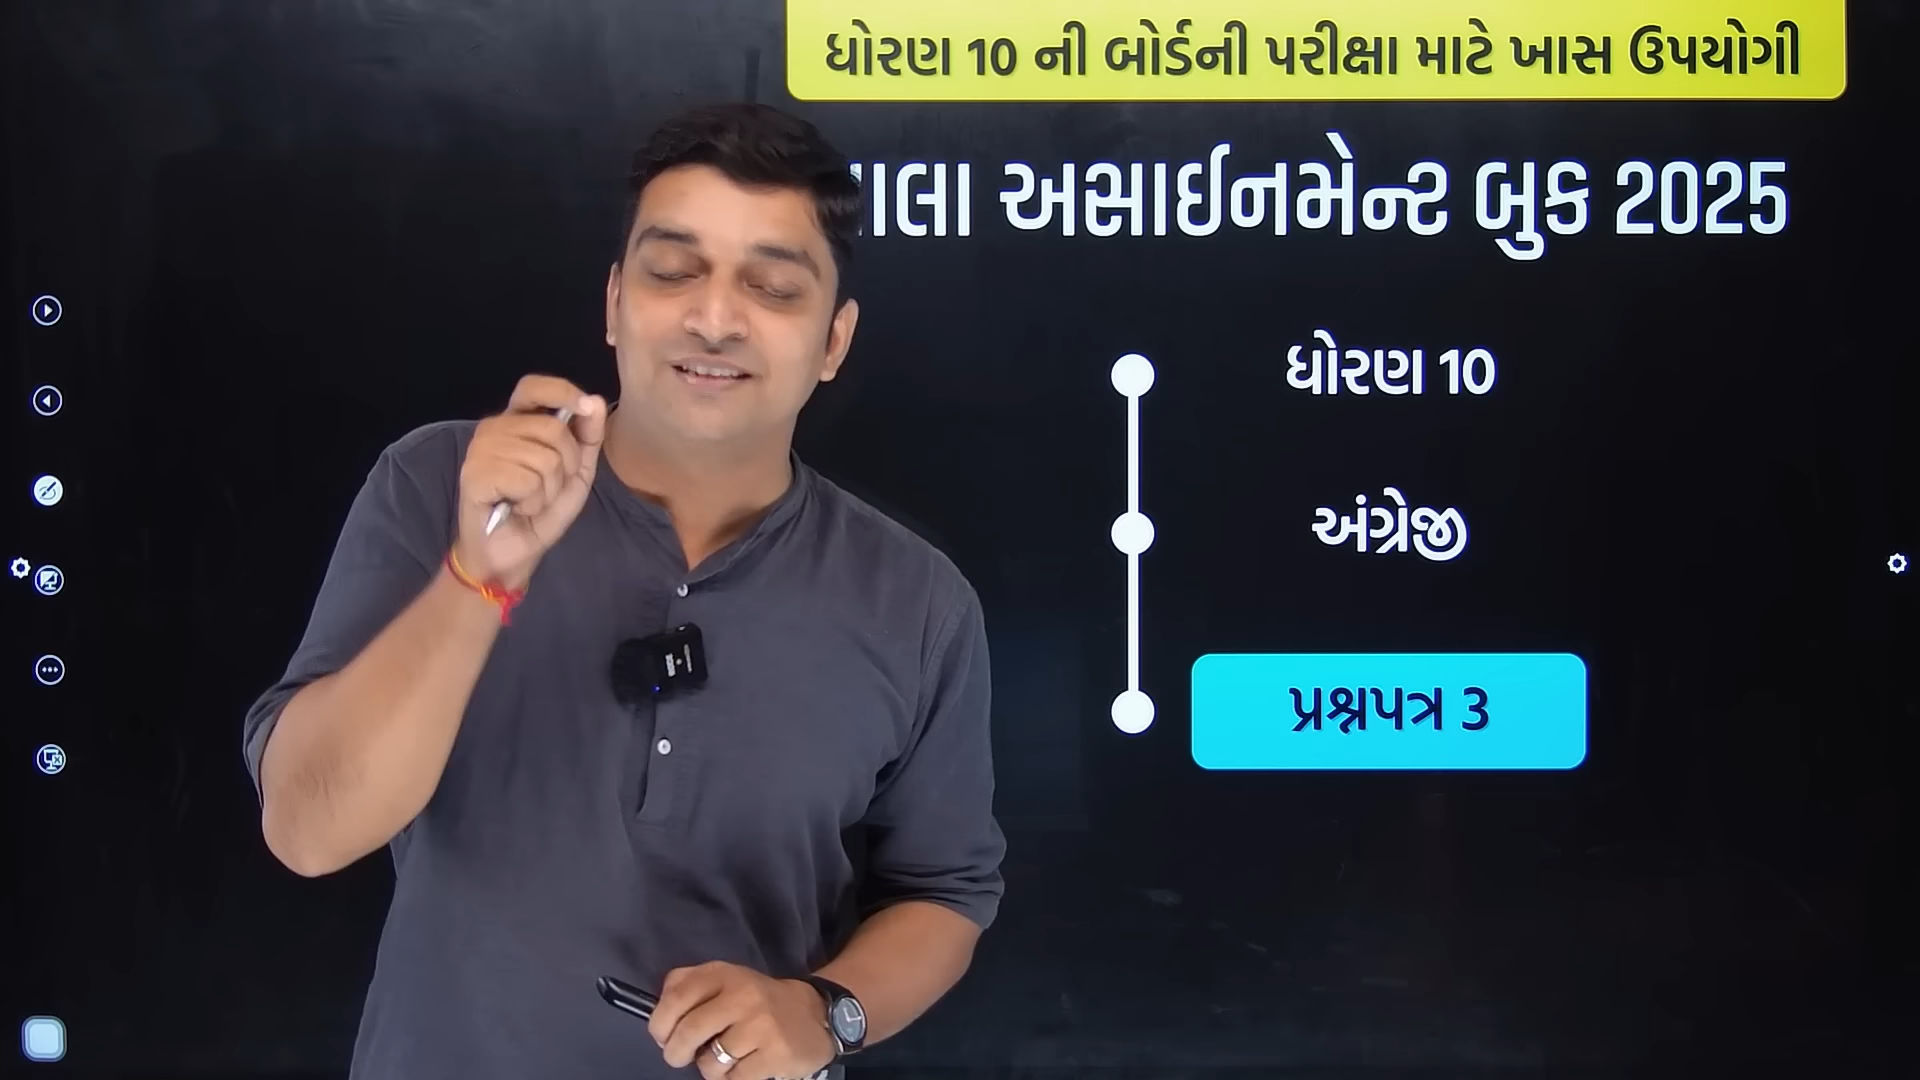 ધોરણ 10 ની બોર્ડની પરીક્ષા માટે ખાસ ઉપયોગી
અસાઈનમેન્ટ બુક 2025
ધોરણ 10
અંગ્રેજી
પ્રશ્નપત્ર 3